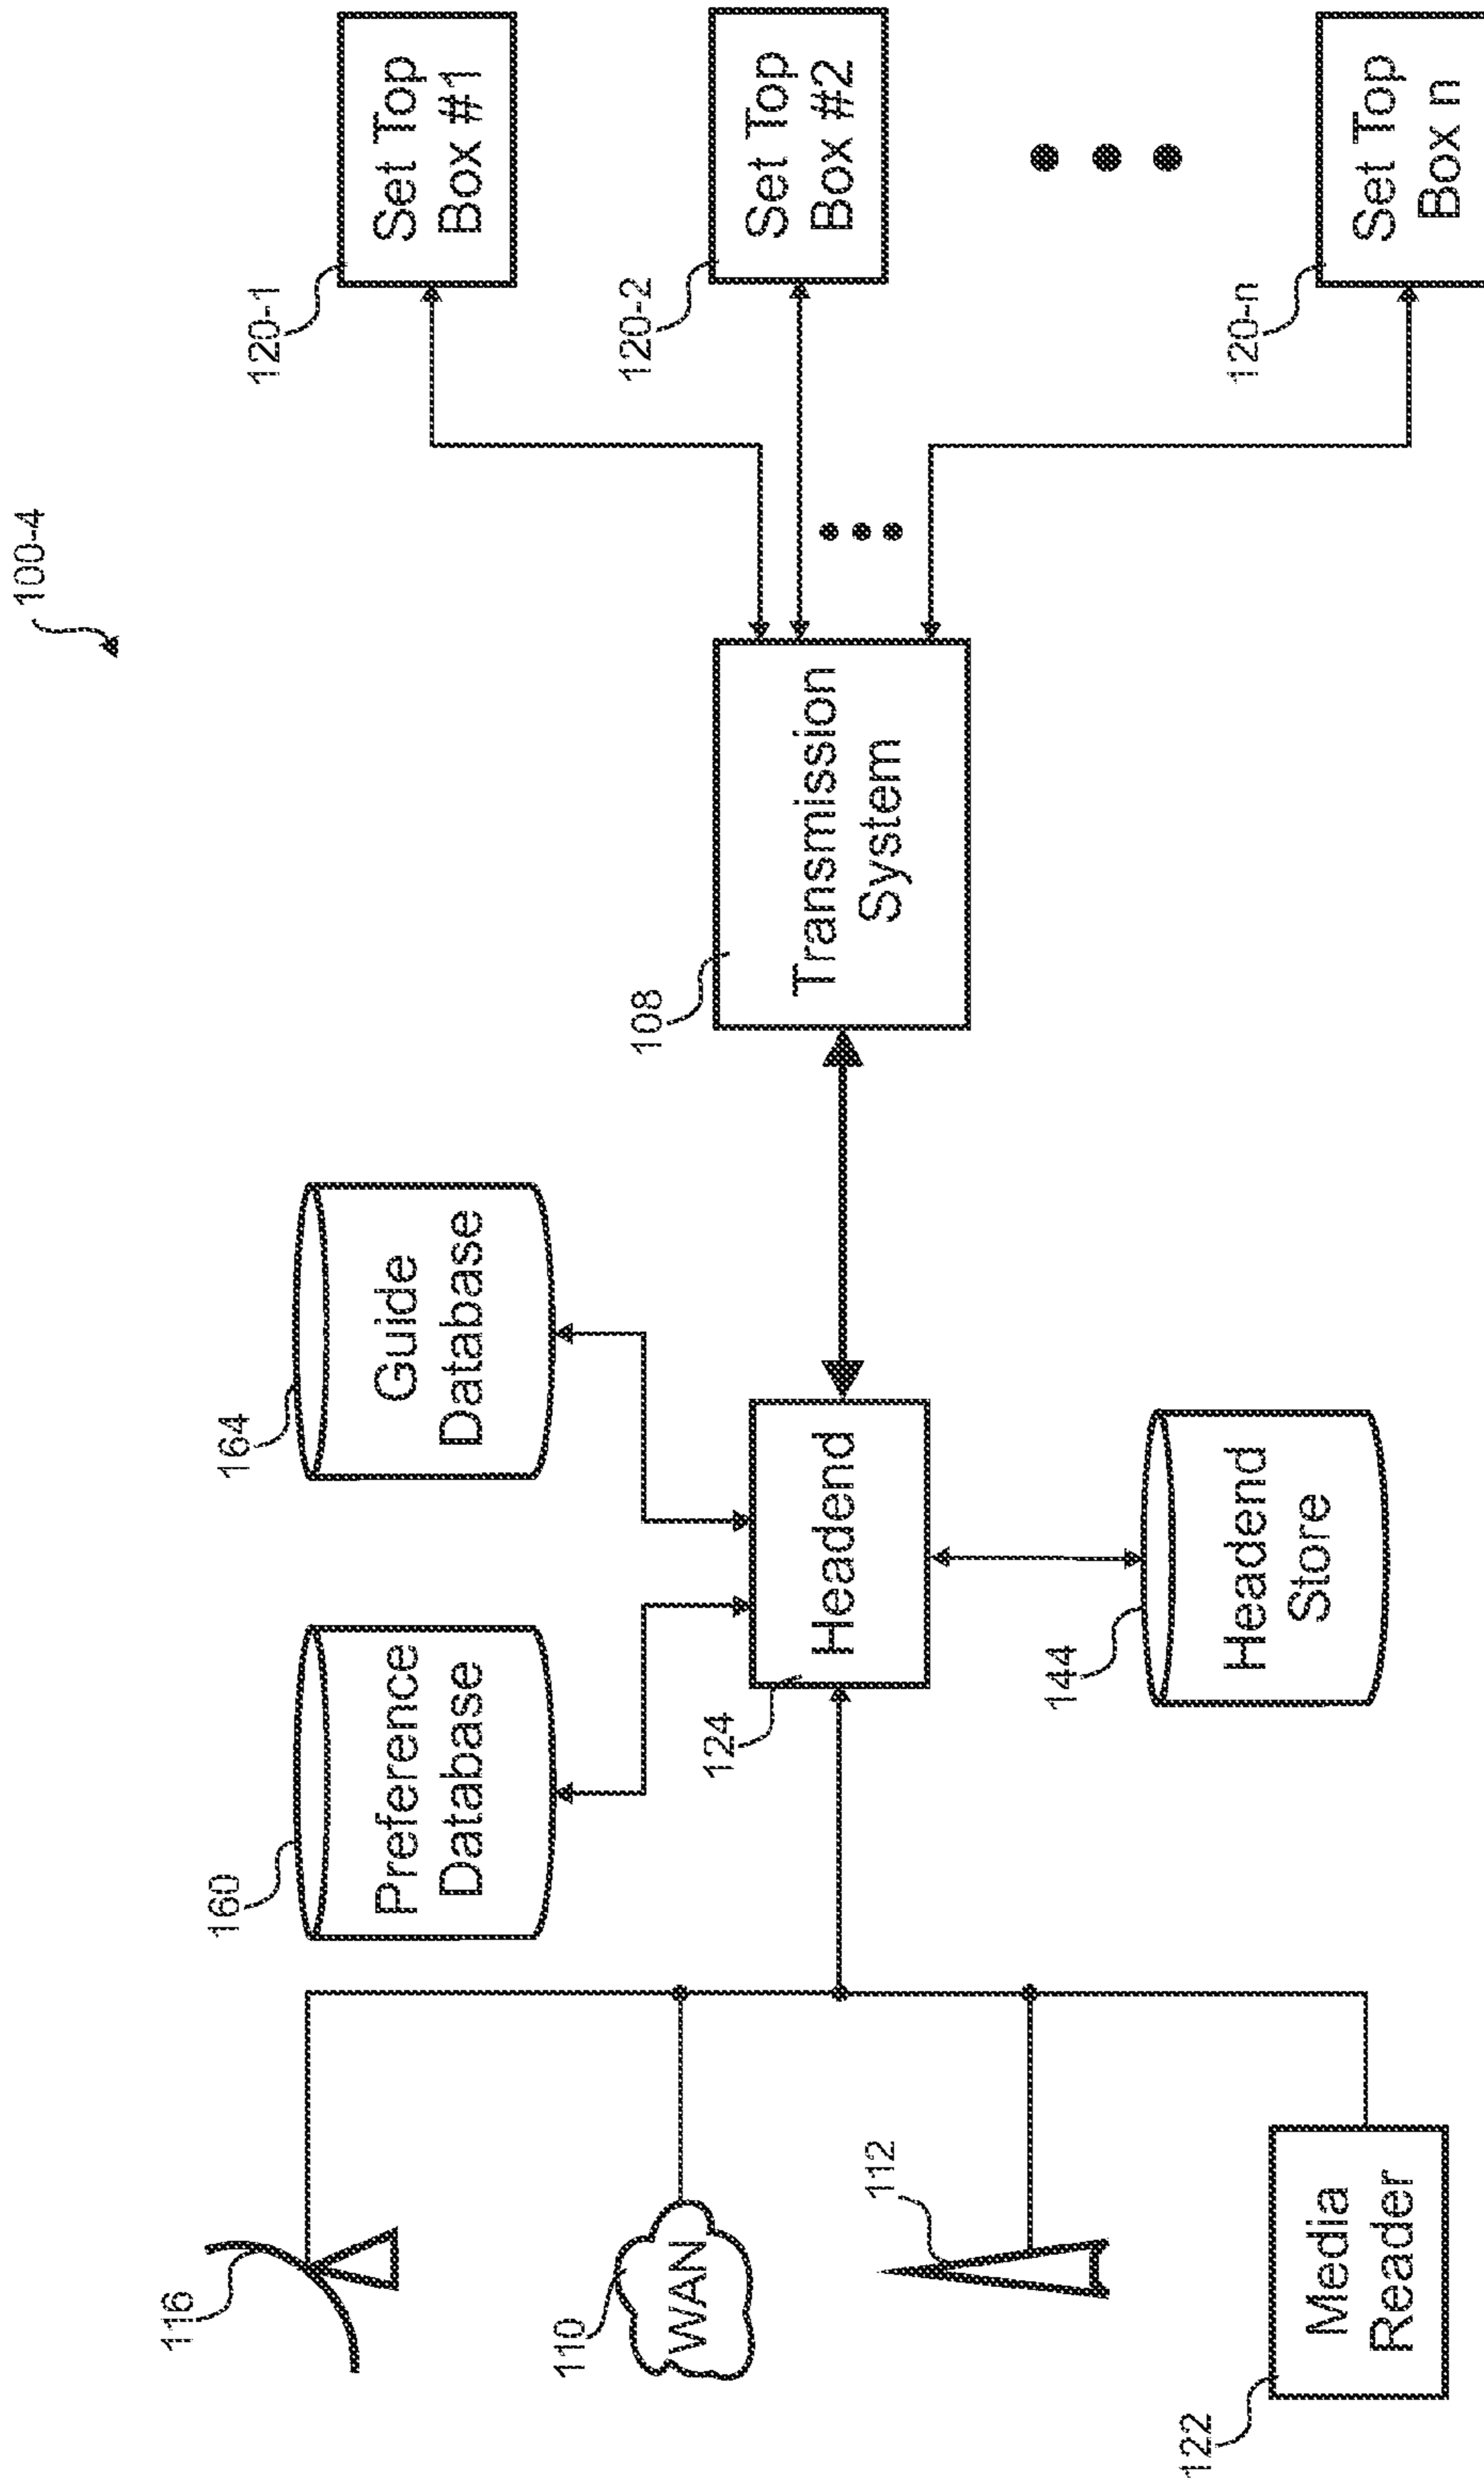 100-4
116
160
Preference
Database
164
Guide
Database
120-1
Set Top
Box #1
110
WAN
124
Headend
108
Transmission
System
120-2
Set Top
Box #2
112
144
Headend
Store
122
Media
Reader
120-n
Set Top
Box n